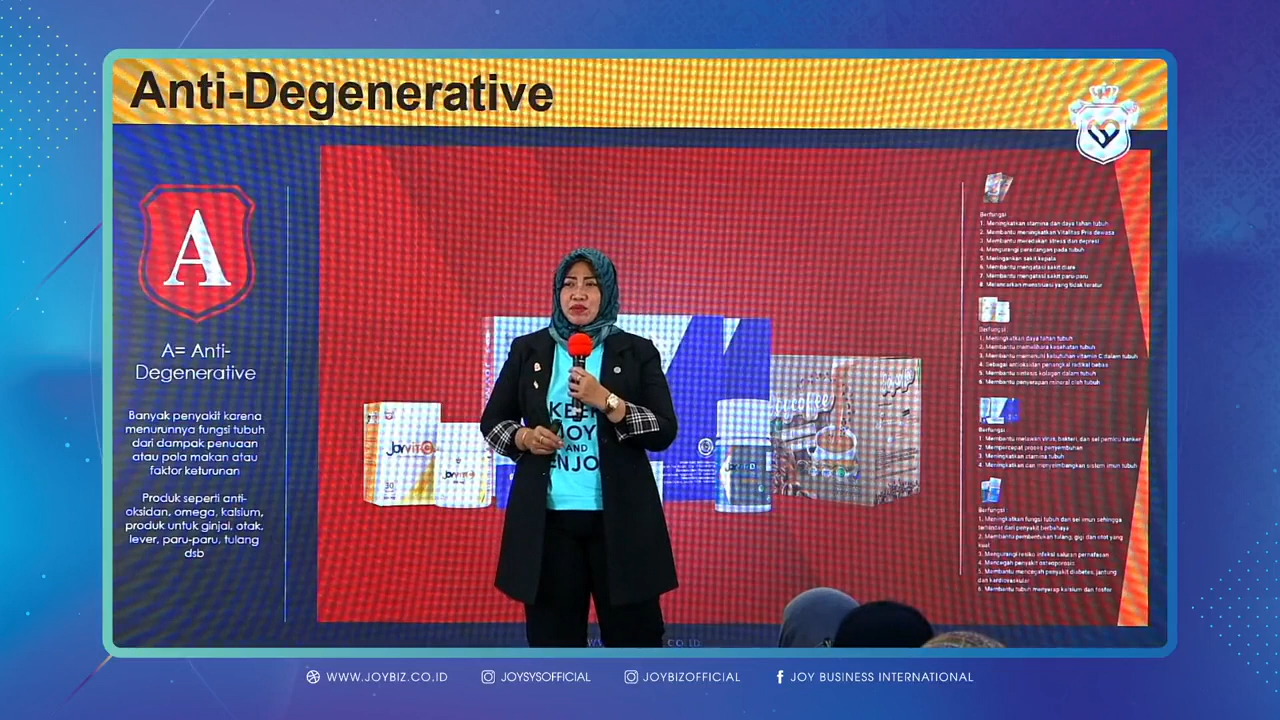 Anti-Degenerative
A
A= Anti-
Degenerative
Banyak penyakit karena
menurunnya fungsi tubuh
dari dampak penuaan
atau pola makan atau
faktor keturunan
Produk seperti anti-
oksidan, omega, kalsium,
produk untuk ginjal, otak,
lever, paru-paru, tulang
dsb
JOYVIT-C
30
JOYVIT-C
KEEP
JOY
AND
ENJO
JOYVIT-D
Joycoffee
Berfungsi :
1. Meningkatkan stamina dan daya tahan tubuh
2. Membantu meningkatkan Vitalitas Pria dewasa
3. Membantu meredakan stress dan depresi
4. Mengurangi peradangan pada tubuh
5. Meringankan sakit kepala
6. Membantu mengatasi sakit diare
7. Membantu mengatasi sakit paru-paru
8. Melancarkan menstruasi yang tidak teratur
Berfungsi :
1. Meningkatkan daya tahan tubuh
2. Membantu memelihara kesehatan tubuh
3. Membantu memenuhi kebutuhan vitamin C dalam tubuh
4. Sebagai antioksidan penangkal radikal bebas
5. Membantu sintesis kolagen dalam tubuh
6. Membantu penyerapan mineral oleh tubuh
Berfungsi :
1. Membantu melawan virus, bakteri, dan sel pemicu kanker
2. Mempercepat proses penyembuhan
3. Meningkatkan stamina tubuh
4. Meningkatkan dan menyeimbangkan sistem imun tubuh
Berfungsi :
1. Meningkatkan fungsi tubuh dan sel imun sehingga
terhindar dari penyakit berbahaya
2. Membantu pembentukan tulang, gigi dan otot yang
kuat
3. Mengurangi resiko infeksi saluran pernafasan
4. Mencegah penyakit osteoporosis
5. Membantu mencegah penyakit diabetes, jantung
dan kardiovaskular
6. Membantu tubuh menyerap kalsium dan fosfor
WWW.JOYBIZ.CO.ID
JOYSYSOFFICIAL
JOYBIZOFFICIAL
JOY BUSINESS INTERNATIONAL